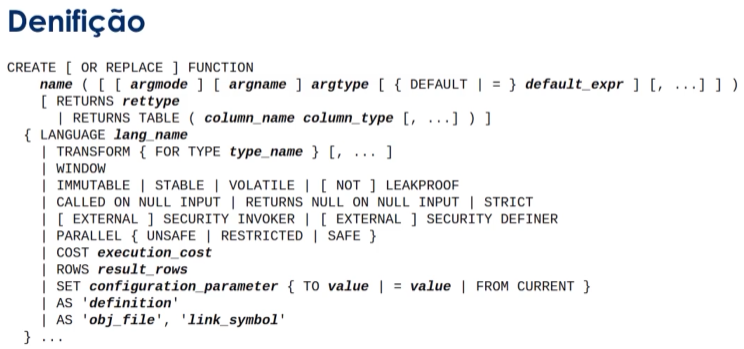 Denifição
CREATE [ OR REPLACE ] FUNCTION
name ( [ [ argmode ] [ argname ] argtype [ { DEFAULT | = } default_expr ] [, ...] ] )
[ RETURNS rettype
| RETURNS TABLE ( column_name column_type [, ...] ) ]
{ LANGUAGE lang_name
| TRANSFORM { FOR TYPE type_name } [, ... ]
| WINDOW
| IMMUTABLE | STABLE | VOLATILE | [ NOT ] LEAKPROOF
| CALLED ON NULL INPUT | RETURNS NULL ON NULL INPUT | STRICT
| [ EXTERNAL ] SECURITY INVOKER | [ EXTERNAL ] SECURITY DEFINER
| PARALLEL { UNSAFE | RESTRICTED | SAFE }
| COST execution_cost
| ROWS result_rows
| SET configuration_parameter { TO value | = value | FROM CURRENT }
| AS 'definition'
| AS 'obj_file', 'link_symbol'
} ...